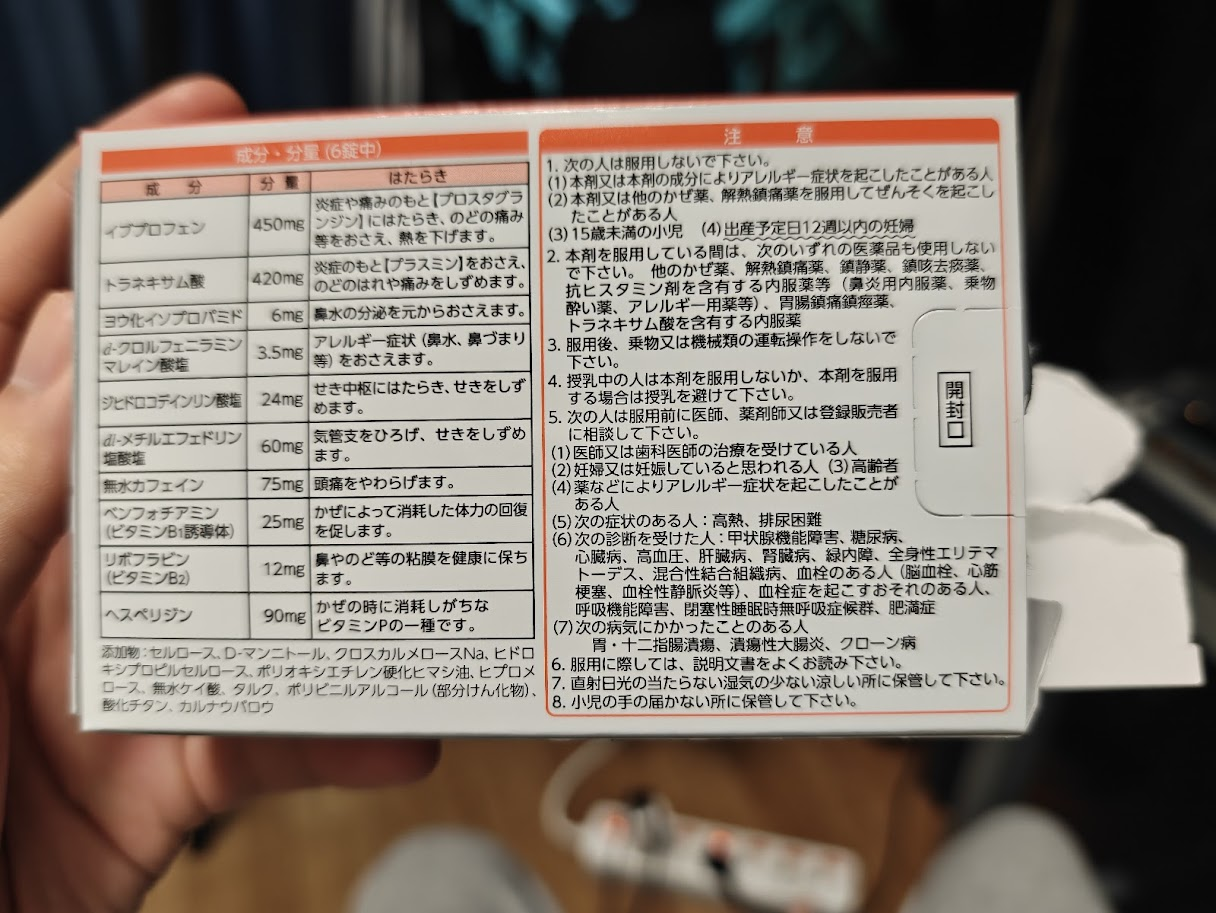 成分・分量(6錠中)
成 分 分 量 はたらき
イブプロフェン 450mg 炎症や痛みのもと【プロスタグラ
ンジン】にはたらき、のどの痛み
等をおさえ、熱を下げます。
トラネキサム酸 420mg 炎症のもと【プラスミン】をおさえ、
のどのはれや痛みをしずめます。
ヨウ化イソプロパミド 6mg 鼻水の分泌を元からおさえます。
d-クロルフェニラミン
マレイン酸塩 3.5mg アレルギー症状(鼻水、鼻づまり
等)をおさえます。
ジヒドロコデインリン酸塩 24mg せき中枢にはたらき、せきをしず
めます。
dl-メチルエフェドリン
塩酸塩 60mg 気管支をひろげ、せきをしずめ
ます。
無水カフェイン 75mg 頭痛をやわらげます。
ベンフォチアミン
(ビタミンB1誘導体) 25mg かぜによって消耗した体力の回復
を促します。
リボフラビン
(ビタミンB2) 12mg 鼻やのど等の粘膜を健康に保ち
ます。
ヘスペリジン 90mg かぜの時に消耗しがちな
ビタミンPの一種です。
添加物:セルロース、D-マンニトール、クロスカルメロースNa、ヒドロ
キシプロピルセルロース、ポリオキシエチレン硬化ヒマシ油、ヒプロメ
ロース、無水ケイ酸、タルク、ポリビニルアルコール(部分けん化物)、
酸化チタン、カルナウバロウ
注 意
1. 次の人は服用しないで下さい。
(1)本剤又は本剤の成分によりアレルギー症状を起こしたことがある人
(2)本剤又は他のかぜ薬、解熱鎮痛薬を服用してぜんそくを起こし
たことがある人
(3)15歳未満の小児 (4)出産予定日12週以内の妊婦
2. 本剤を服用している間は、次のいずれの医薬品も使用しない
で下さい。 他のかぜ薬、解熱鎮痛薬、鎮静薬、鎮咳去痰薬、
抗ヒスタミン剤を含有する内服薬等(鼻炎用内服薬、乗物
酔い薬、アレルギー用薬等)、胃腸鎮痛鎮痙薬、
トラネキサム酸を含有する内服薬
3. 服用後、乗物又は機械類の運転操作をしないで
下さい。
4. 授乳中の人は本剤を服用しないか、本剤を服用
する場合は授乳を避けて下さい。
5. 次の人は服用前に医師、薬剤師又は登録販売者
に相談して下さい。
(1)医師又は歯科医師の治療を受けている人
(2)妊婦又は妊娠していると思われる人 (3)高齢者
(4)薬などによりアレルギー症状を起こしたことが
ある人
(5)次の症状のある人:高熱、排尿困難
(6)次の診断を受けた人:甲状腺機能障害、糖尿病、
心臓病、高血圧、肝臓病、腎臓病、緑内障、全身性エリテマ
トーデス、混合性結合組織病、血栓のある人(脳血栓、心筋
梗塞、血栓性静脈炎等)、血栓症を起こすおそれのある人、
呼吸機能障害、閉塞性睡眠時無呼吸症候群、肥満症
(7)次の病気にかかったことのある人
胃・十二指腸潰瘍、潰瘍性大腸炎、クローン病
6. 服用に際しては、説明文書をよくお読み下さい。
7. 直射日光の当たらない湿気の少ない涼しい所に保管して下さい。
8. 小児の手の届かない所に保管して下さい。
開封口